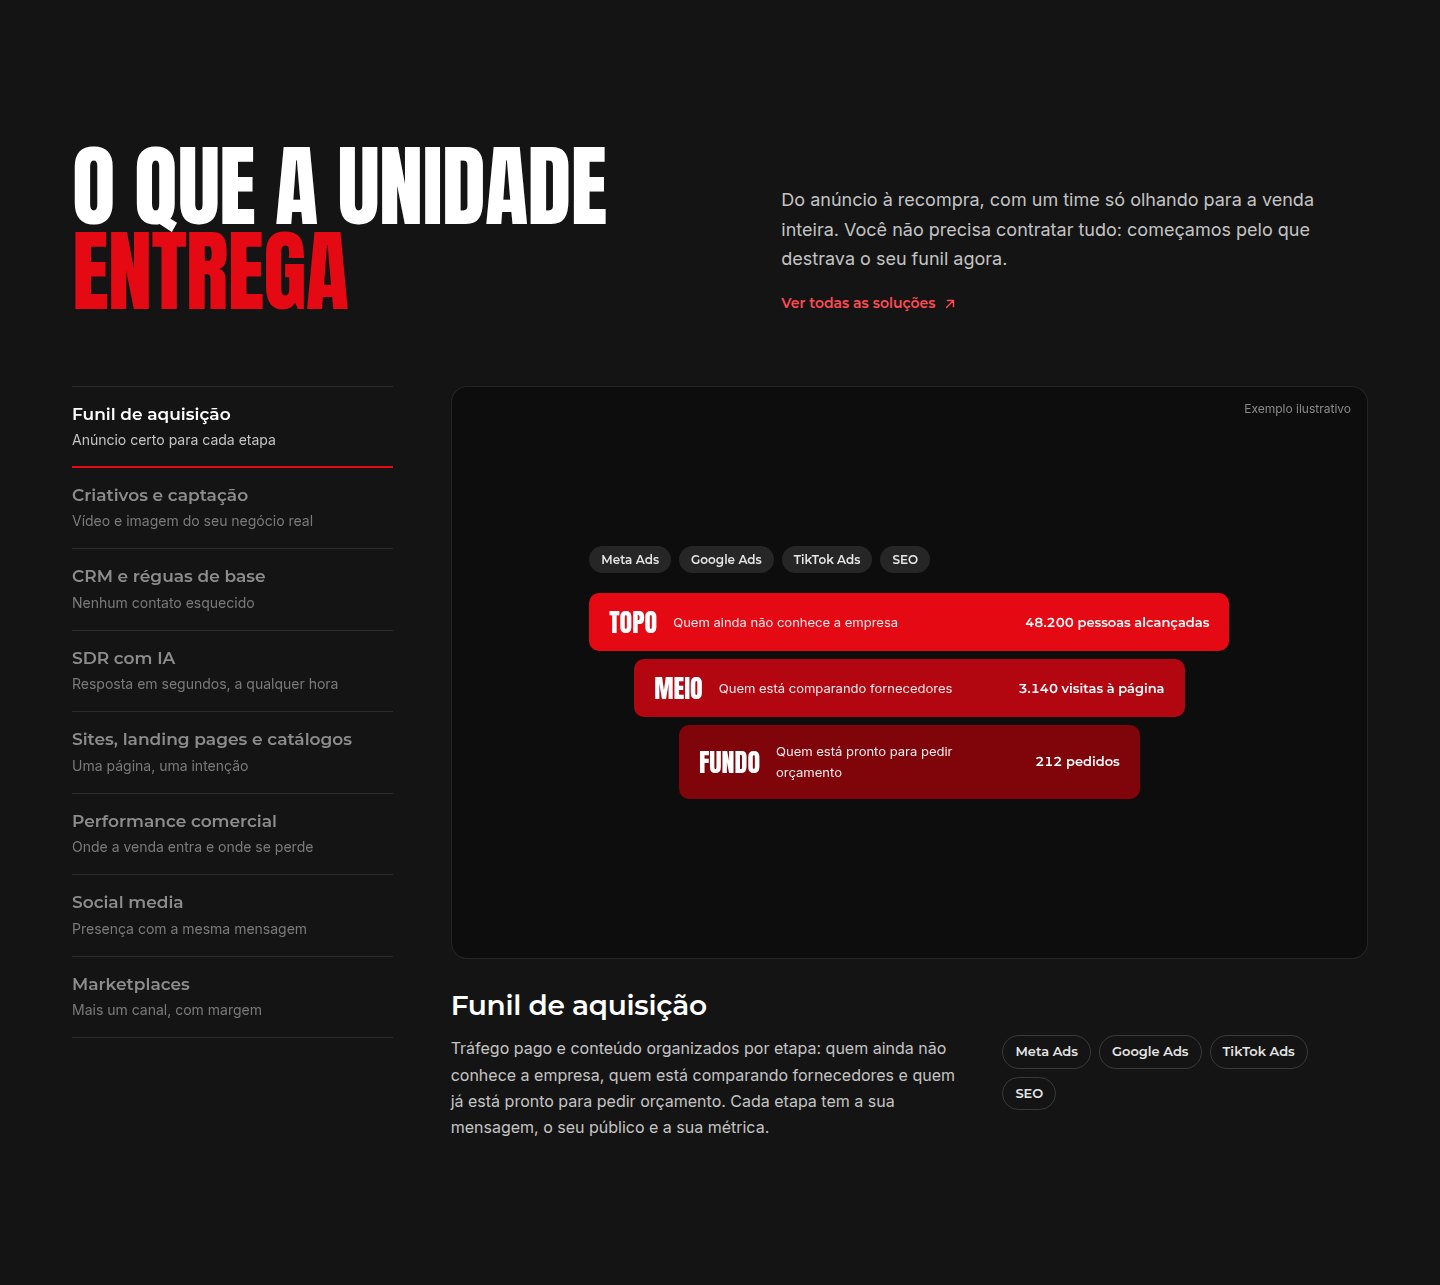 O QUE A UNIDADE
ENTREGA
Do anúncio à recompra, com um time só olhando para a venda
inteira. Você não precisa contratar tudo: começamos pelo que
destrava o seu funil agora.
Ver todas as soluções
Funil de aquisição
Anúncio certo para cada etapa
Criativos e captação
Vídeo e imagem do seu negócio real
CRM e réguas de base
Nenhum contato esquecido
SDR com IA
Resposta em segundos, a qualquer hora
Sites, landing pages e catálogos
Uma página, uma intenção
Performance comercial
Onde a venda entra e onde se perde
Social media
Presença com a mesma mensagem
Marketplaces
Mais um canal, com margem
Exemplo ilustrativo
Meta Ads Google Ads TikTok Ads SEO
TOPO Quem ainda não conhece a empresa 48.200 pessoas alcançadas
MEIO Quem está comparando fornecedores 3.140 visitas à página
FUNDO Quem está pronto para pedir
orçamento 212 pedidos
Funil de aquisição
Tráfego pago e conteúdo organizados por etapa: quem ainda não
conhece a empresa, quem está comparando fornecedores e quem
já está pronto para pedir orçamento. Cada etapa tem a sua
mensagem, o seu público e a sua métrica.
Meta Ads Google Ads TikTok Ads
SEO